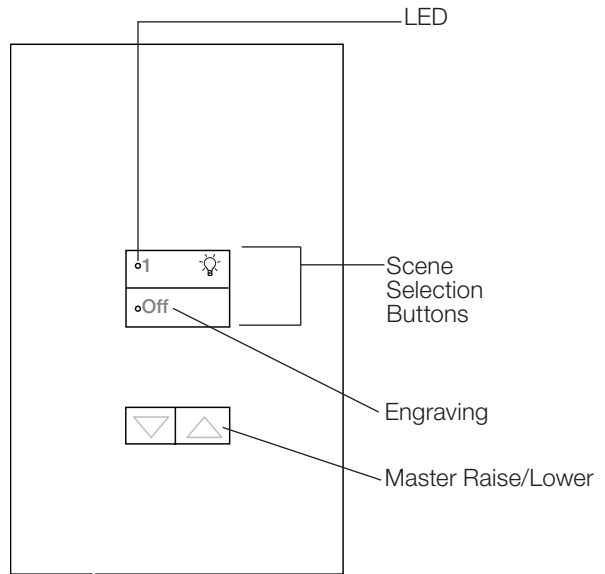 LED
1
Off
Scene
Selection
Buttons
Engraving
Master Raise/Lower